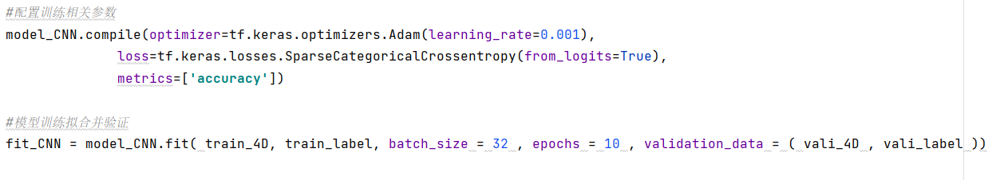 #配置训练相关参数
model_CNN.compile(optimizer=tf.keras.optimizers.Adam(learning_rate=0.001),
loss=tf.keras.losses.SparseCategoricalCrossentropy(from_logits=True),
metrics=['accuracy'])
#模型训练拟合并验证
fit_CNN = model_CNN.fit( train_4D, train_label, batch_size = 32 , epochs = 10 , validation_data = ( vali_4D , vali_label ))